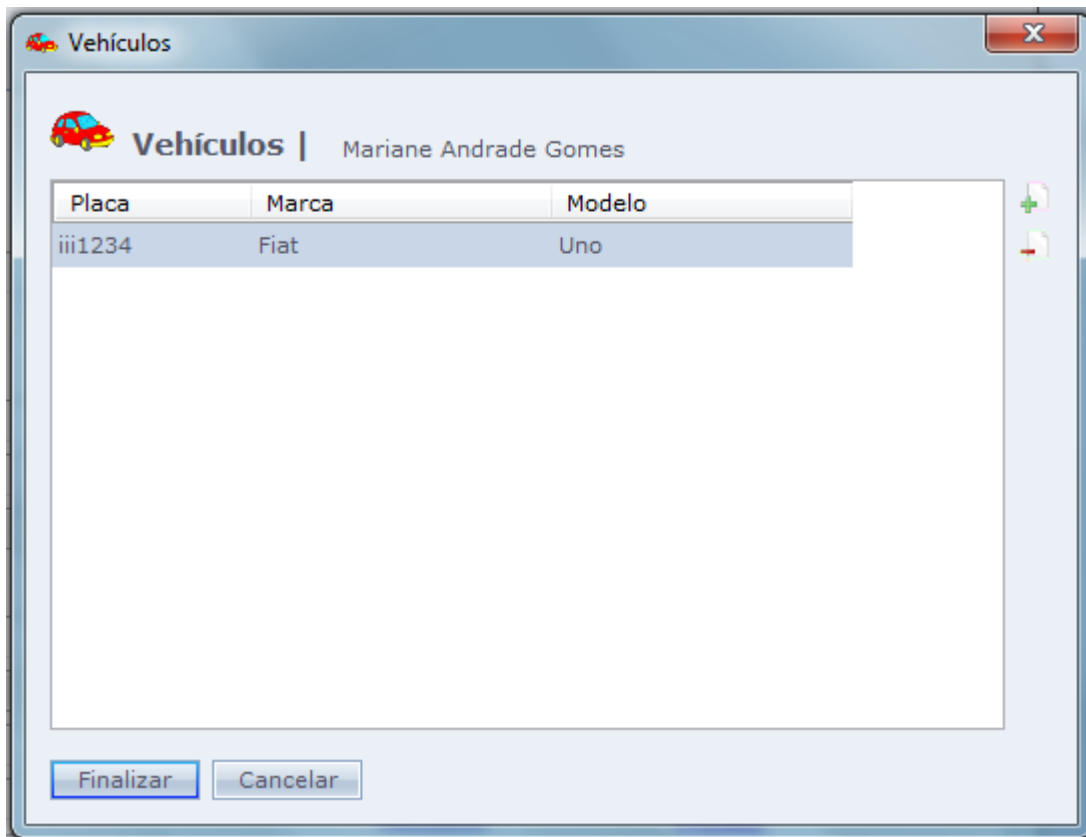 Vehículos
Vehículos | Mariane Andrade Gomes
Placa Marca Modelo
iii1234 Fiat Uno
Finalizar Cancelar